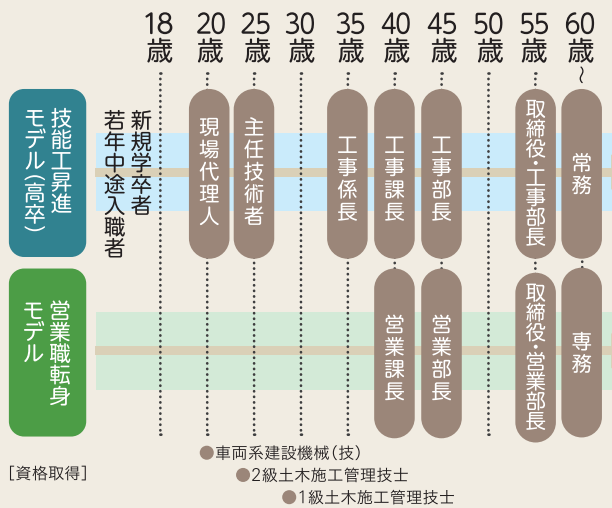 18歳 20歳 25歳 30歳 35歳 40歳 45歳 50歳 55歳 60歳～
技能工昇進
モデル（高卒）
新規学卒者
若年中途入職者
現場代理人
主任技術者
工事係長
工事課長
工事部長
取締役・工事部長
常務
営業職転身
モデル
営業課長
営業部長
取締役・営業部長
専務
［資格取得］
●車両系建設機械（技）
●2級土木施工管理技士
●1級土木施工管理技士